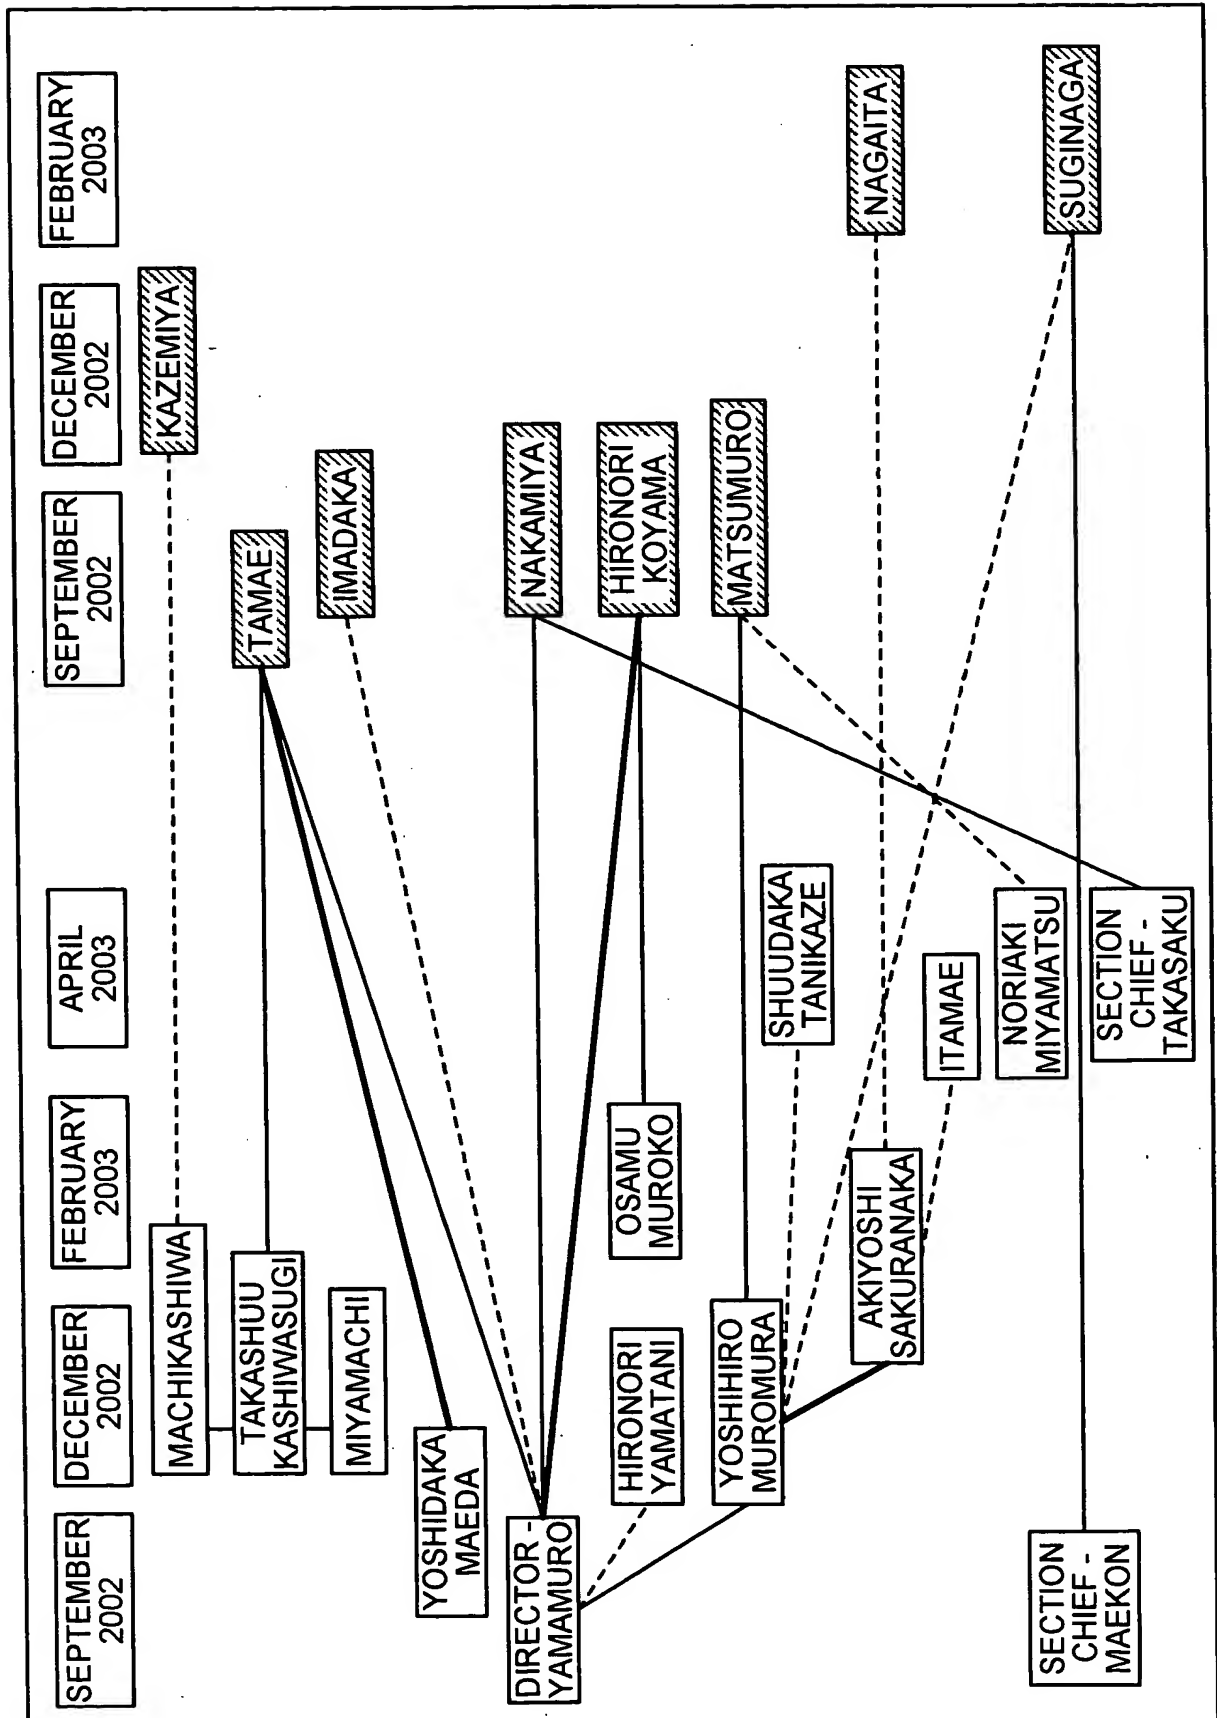 SEPTEMBER
2002
DECEMBER
2002
FEBRUARY
2003
APRIL
2003
SEPTEMBER
2002
DECEMBER
2002
FEBRUARY
2003
MACHIKASHIWA
KAZEMIYA
TAKASHUU
KASHIWASUGI
TAMAE
MIYAMACHI
IMADAKA
YOSHIDAKA
MAEDA
DIRECTOR -
YAMAMURO
NAKAMIYA
HIRONORI
YAMATANI
OSAMU
MUROKO
HIRONORI
KOYAMA
YOSHIHIRO
MUROMURA
MATSUMURO
SHUUDAKA
TANIKAZE
AKIYOSHI
SAKURANAKA
NAGAITA
ITAMAE
NORIAKI
MIYAMATSU
SECTION
CHIEF -
MAEKON
SUGINAGA
SECTION
CHIEF -
TAKASAKU